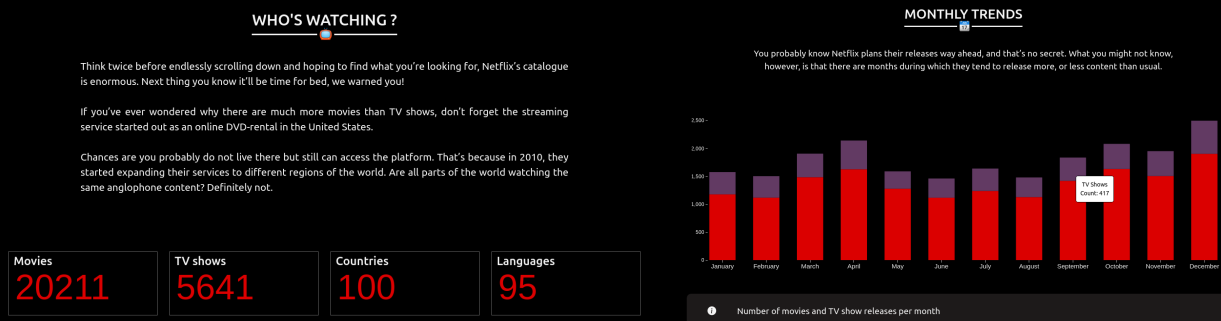 WHO'S WATCHING ?
Think twice before endlessly scrolling down and hoping to find what you're looking for, Netflix's catalogue
is enormous. Next thing you know it'll be time for bed, we warned you!
If you've ever wondered why there are much more movies than TV shows, don't forget the streaming
service started out as an online DVD-rental in the United States.
Chances are you probably do not live there but still can access the platform. That's because in 2010, they
started expanding their services to different regions of the world. Are all parts of the world watching the
same anglophone content? Definitely not.
Movies
20211
TV shows
5641
Countries
100
Languages
95
MONTHLY TRENDS
You probably know Netflix plans their releases way ahead, and that's no secret. What you might not know,
however, is that there are months during which they tend to release more, or less content than usual.
2,500
2,000
1,500
1,000
500
0
TV Shows
Count: 417
January February March April May June July August September October November December
Number of movies and TV show releases per month